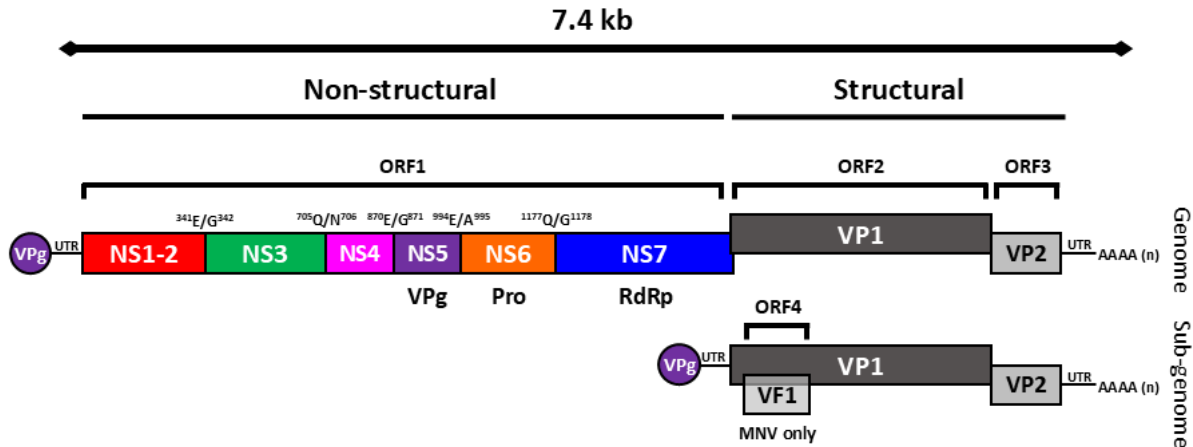 7.4 kb
Non-structural Structural
ORF1 ORF2 ORF3
341E/G342 705Q/N706 870E/G871 994E/A995 1177Q/G1178
VPg UTR NS1-2 NS3 NS4 NS5 NS6 NS7 VP1 VP2 UTR AAAA (n)
VPg Pro RdRp
Genome
ORF4
VPg UTR VP1 VP2 UTR AAAA (n)
VF1
MNV only
Sub-genome